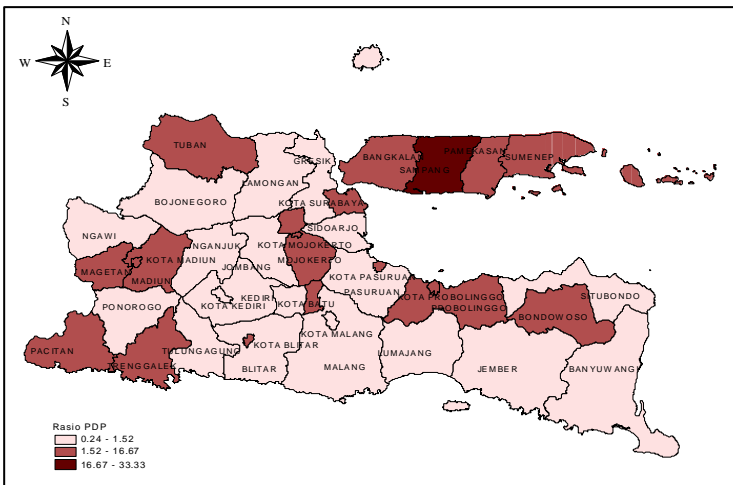 N
W E
S
TUBAN
BANGKALAN
PAMEKASAN
SUMENEP
SAMPANG
GRESIK
LAMONGAN
BOJONEGORO
KOTA SURABAYA
NGAWI
SIDOARJO
NGANJUK
KOTA MOJOKERTO
KOTA MADIUN
MOJOKERTO
JOMBANG
MAGETAN
MADIUN
KOTA PASURUAN
PASURUAN
PONOROGO
KEDIRI
KOTA KEDIRI
KOTA BATU
KOTA PROBOLINGGO
PROBOLINGGO
SITUBONDO
BONDOWOSO
KOTA MALANG
KOTA BLITAR
PACITAN
TULUNGAGUNG
TRENGGALEK
BLITAR
MALANG
LUMAJANG
JEMBER
BANYUWANGI
Rasio PDP
0.24 - 1.52
1.52 - 16.67
16.67 - 33.33